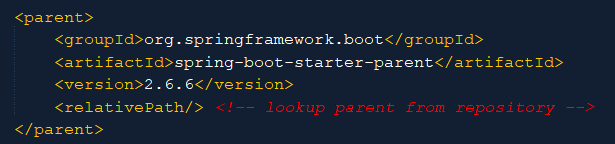 <parent>
<groupId>org.springframework.boot</groupId>
<artifactId>spring-boot-starter-parent</artifactId>
<version>2.6.6</version>
<relativePath/> <!-- lookup parent from repository -->
</parent>